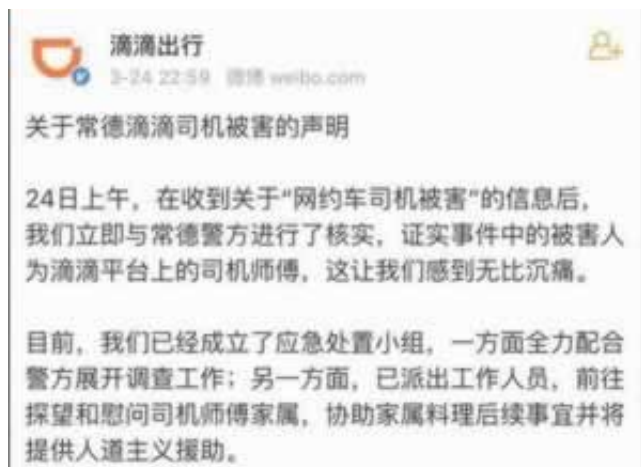 滴滴出行
3-24 22:59 微博 weibo.com
关于常德滴滴司机被害的声明
24日上午，在收到关于“网约车司机被害”的信息后，
我们立即与常德警方进行了核实，证实事件中的被害人
为滴滴平台上的司机师傅，这让我们感到无比沉痛。
目前，我们已经成立了应急处置小组，一方面全力配合
警方展开调查工作；另一方面，已派出工作人员，前往
探望和慰问司机师傅家属，协助家属料理后续事宜并将
提供人道主义援助。